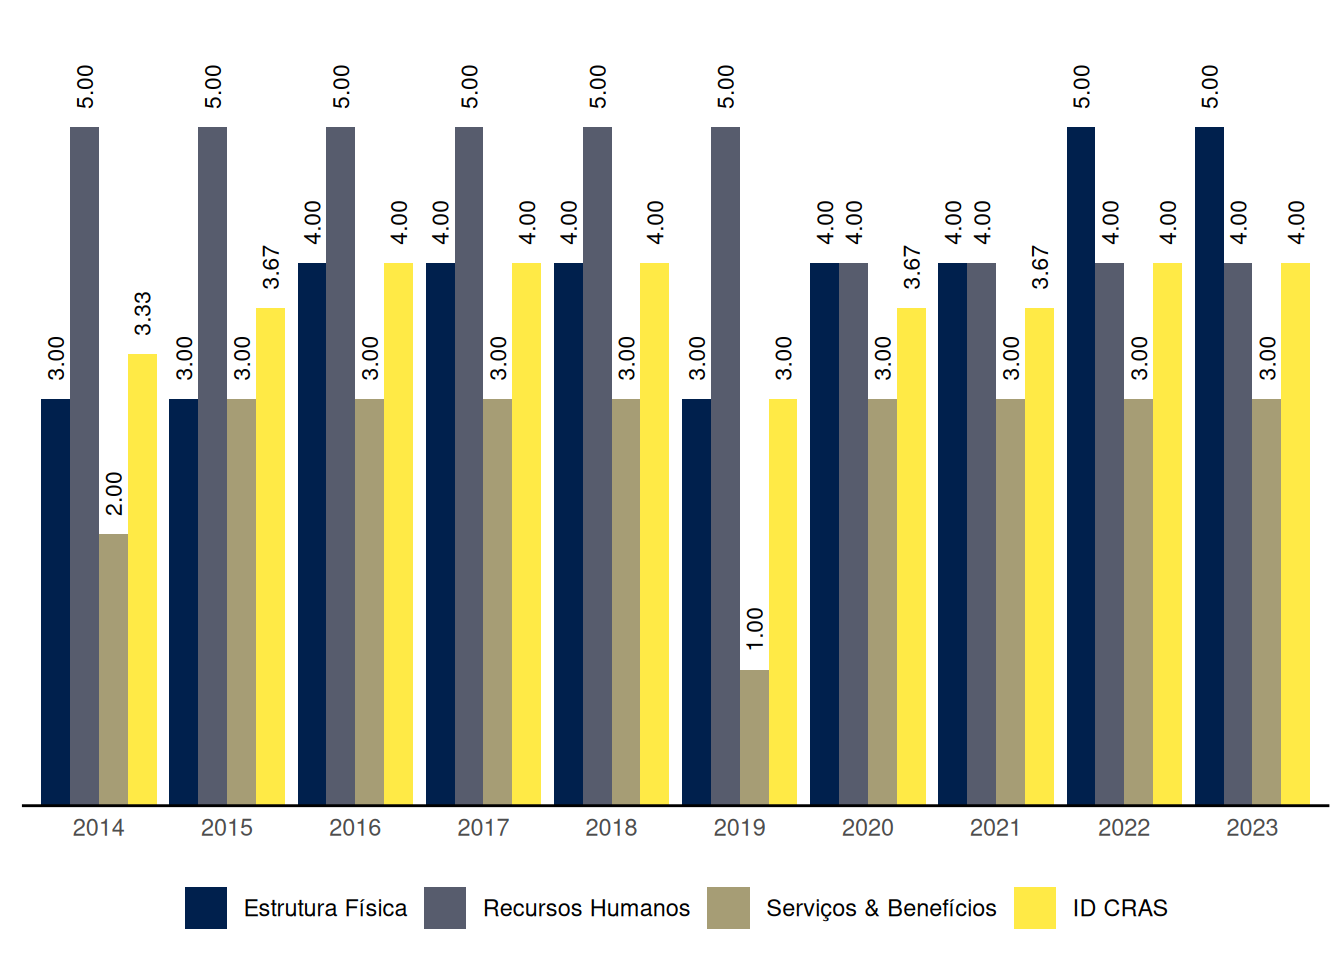 5.00 5.00 5.00 5.00 5.00 5.00 5.00 5.00
4.00 4.00 4.00 4.00 4.00 4.00 4.00 4.00 4.00 4.00 4.00 4.00 4.00 4.00
3.67 3.67 3.67
3.33
3.00 3.00 3.00 3.00 3.00 3.00 3.00 3.00 3.00 3.00 3.00 3.00
2.00
1.00
2014 2015 2016 2017 2018 2019 2020 2021 2022 2023
Estrutura Física Recursos Humanos Serviços & Benefícios ID CRAS